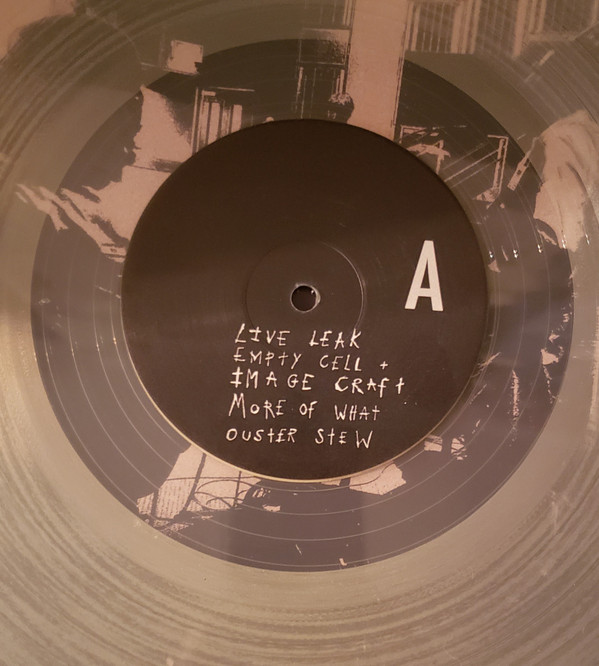 A
LIVE LEAK
EMPTY CELL +
IMAGE CRAFT
MORE OF WHAT
OUSTER STEW